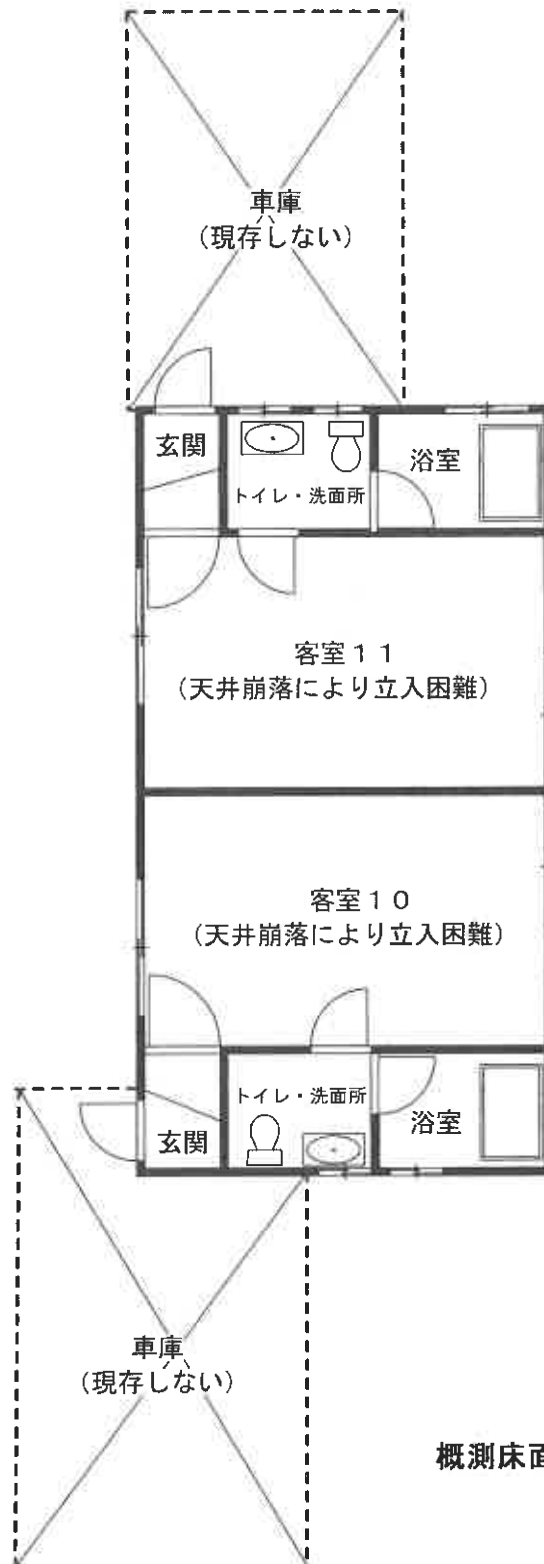 車庫
(現存しない)
玄関
トイレ・洗面所
浴室
客室11
(天井崩落により立入困難)
客室10
(天井崩落により立入困難)
トイレ・洗面所
玄関
浴室
車庫
(現存しない)
概測床面